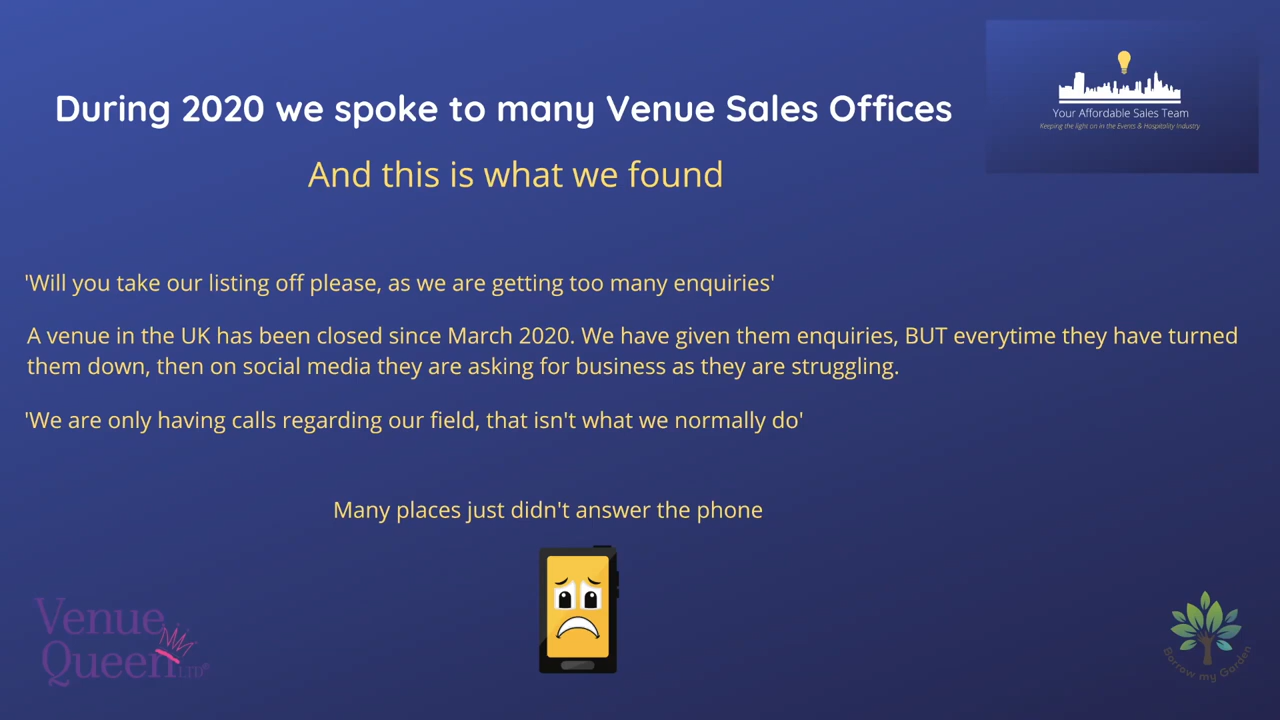 During 2020 we spoke to many Venue Sales Offices
And this is what we found
Your Affordable Sales Team
Keeping the light on in the Events & Hospitality Industry
'Will you take our listing off please, as we are getting too many enquiries'
A venue in the UK has been closed since March 2020. We have given them enquiries, BUT everytime they have turned
them down, then on social media they are asking for business as they are struggling.
'We are only having calls regarding our field, that isn't what we normally do'
Many places just didn't answer the phone
Venue
Queen LTD®
Borrow my Garden